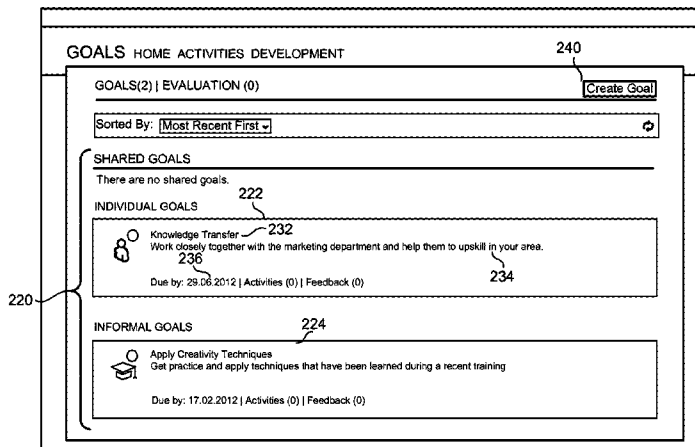 240
GOALS HOME ACTIVITIES DEVELOPMENT
GOALS(2) | EVALUATION (0) Create Goal
Sorted By: Most Recent First
SHARED GOALS
There are no shared goals.
INDIVIDUAL GOALS 222
Knowledge Transfer 232
Work closely together with the marketing department and help them to upskill in your area.
236 234
Due by: 29.06.2012 | Activities (0) | Feedback (0)
220
INFORMAL GOALS 224
Apply Creativity Techniques
Get practice and apply techniques that have been learned during a recent training
Due by: 17.02.2012 | Activities (0) | Feedback (0)